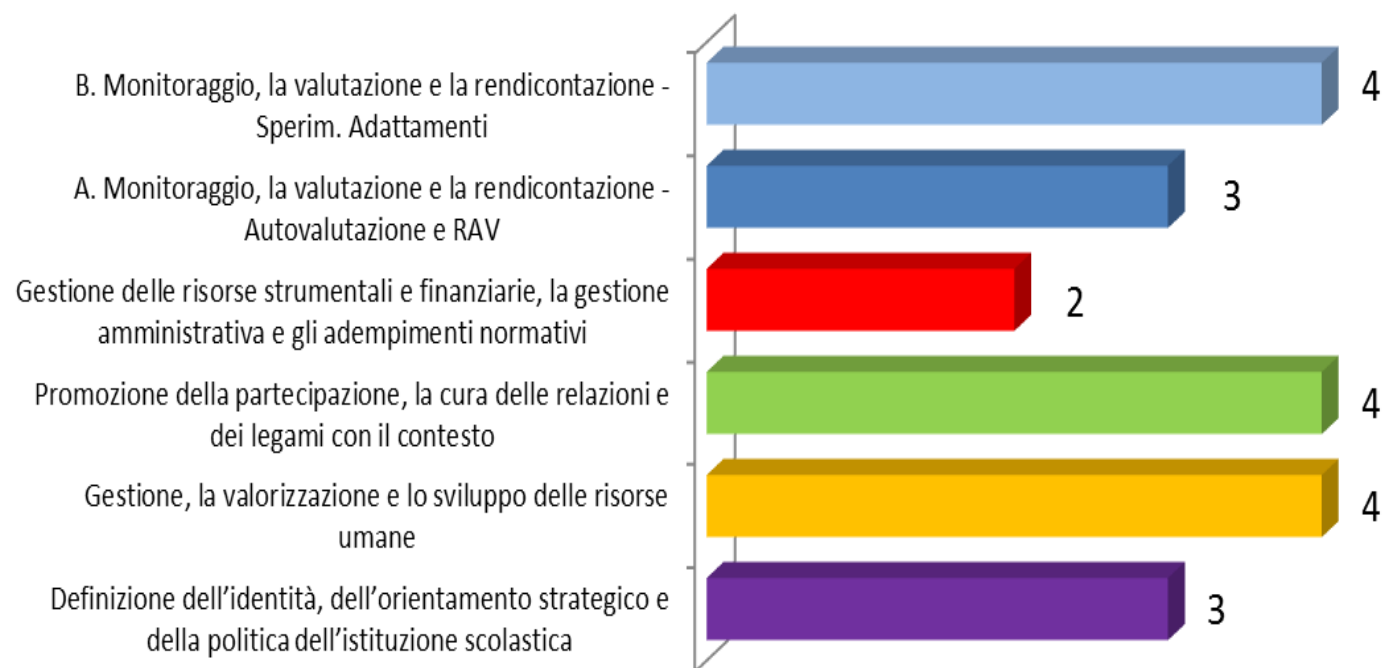 B. Monitoraggio, la valutazione e la rendicontazione -
Sperim. Adattamenti
4
A. Monitoraggio, la valutazione e la rendicontazione -
Autovalutazione e RAV
3
Gestione delle risorse strumentali e finanziarie, la gestione
amministrativa e gli adempimenti normativi
2
Promozione della partecipazione, la cura delle relazioni e
dei legami con il contesto
4
Gestione, la valorizzazione e lo sviluppo delle risorse
umane
4
Definizione dell’identità, dell’orientamento strategico e
della politica dell’istituzione scolastica
3